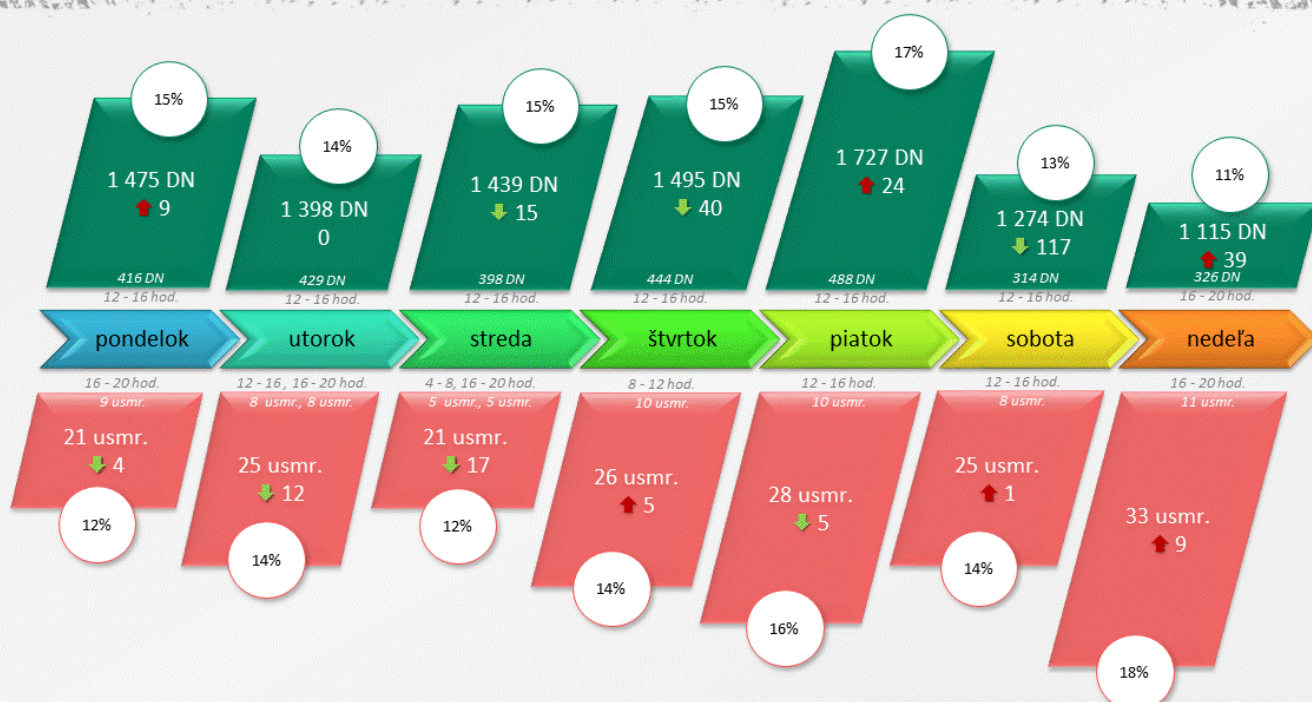 15%
1 475 DN
9
416 DN
12 - 16 hod.
14%
1 398 DN
0
429 DN
12 - 16 hod.
15%
1 439 DN
15
398 DN
12 - 16 hod.
15%
1 495 DN
40
444 DN
12 - 16 hod.
17%
1 727 DN
24
488 DN
12 - 16 hod.
13%
1 274 DN
117
314 DN
12 - 16 hod.
11%
1 115 DN
39
326 DN
16 - 20 hod.
pondelok
utorok
streda
štvrtok
piatok
sobota
nedeľa
16 - 20 hod.
9 usmr.
21 usmr.
4
12%
12 - 16 , 16 - 20 hod.
8 usmr., 8 usmr.
25 usmr.
12
14%
4 - 8, 16 - 20 hod.
5 usmr., 5 usmr.
21 usmr.
17
12%
8 - 12 hod.
10 usmr.
26 usmr.
5
14%
12 - 16 hod.
10 usmr.
28 usmr.
5
16%
12 - 16 hod.
8 usmr.
25 usmr.
1
14%
16 - 20 hod.
11 usmr.
33 usmr.
9
18%